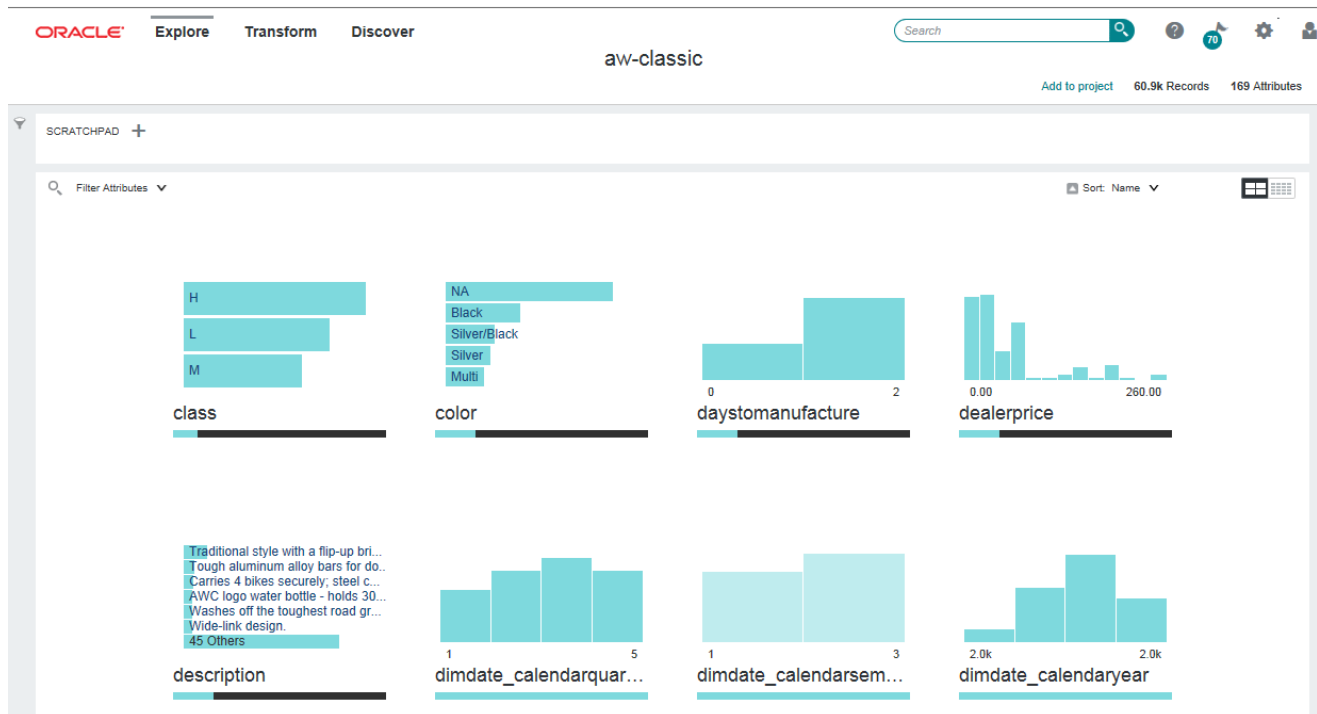 ORACLE Explore Transform Discover Search 70
aw-classic
Add to project 60.9k Records 169 Attributes
SCRATCHPAD
Filter Attributes Sort: Name
H
L
M
class
NA
Black
Silver/Black
Silver
Multi
color
0 2
daystomanufacture
0.00 260.00
dealerprice
Traditional style with a flip-up bri...
Tough aluminum alloy bars for do..
Carries 4 bikes securely; steel c...
AWC logo water bottle - holds 30...
Washes off the toughest road gr...
Wide-link design.
45 Others
description
1 5
dimdate_calendarquar...
1 3
dimdate_calendarsem...
2.0k 2.0k
dimdate_calendaryear